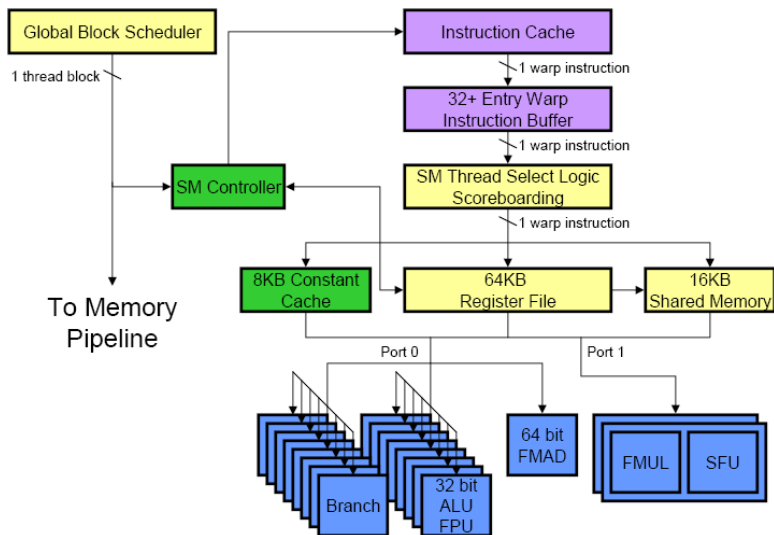 Global Block Scheduler
Instruction Cache
1 thread block
1 warp instruction
32+ Entry Warp
Instruction Buffer
1 warp instruction
SM Controller
SM Thread Select Logic
Scoreboarding
1 warp instruction
8KB Constant
Cache
64KB
Register File
16KB
Shared Memory
To Memory
Pipeline
Port 0
Port 1
Branch
32 bit
ALU
FPU
64 bit
FMAD
FMUL
SFU